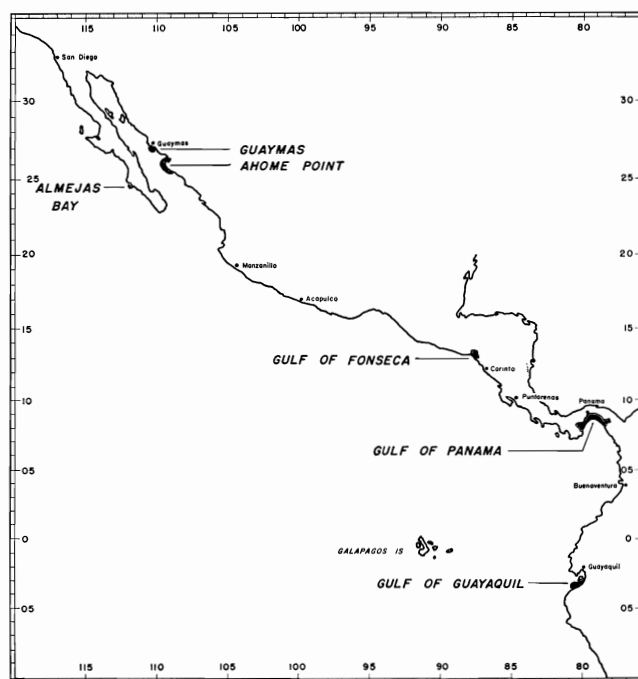 115 110 105 100 95 90 85 80
San Diego
30 30
Guaymas
GUAYMAS
AHOME POINT
25 25
ALMEJAS
BAY
20 20
Manzanillo
Acapulco
15 15
GULF OF FONSECA
Corinto
Puntarenas
Panama
10 10
GULF OF PANAMA
05 05
Buenaventura
0 0
GALAPAGOS IS
Guayaquil
GULF OF GUAYAQUIL
05 05
115 110 105 100 95 90 85 80